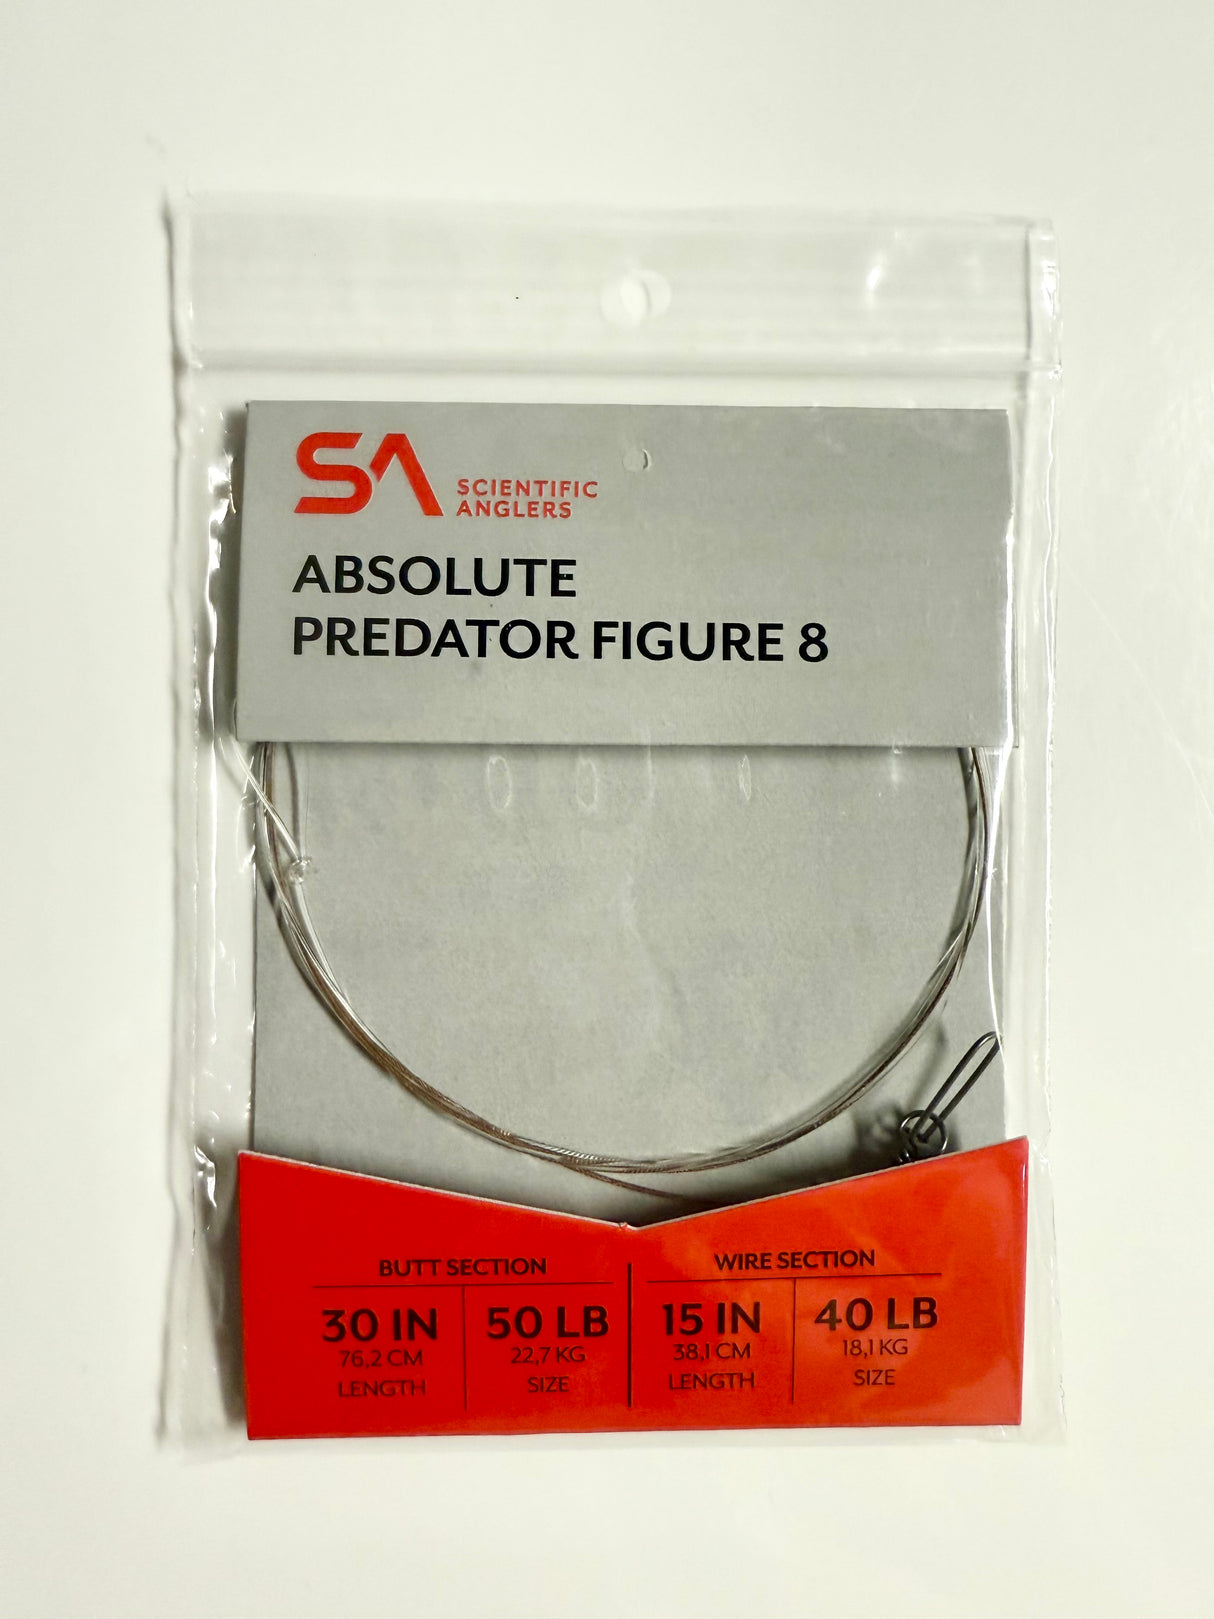 SA
SCIENTIFIC
ANGLERS
ABSOLUTE
PREDATOR FIGURE 8
BUTT SECTION
WIRE SECTION
30 IN
50 LB
15 IN
40 LB
76,2 CM
22,7 KG
38,1 CM
18,1 KG
LENGTH
SIZE
LENGTH
SIZE